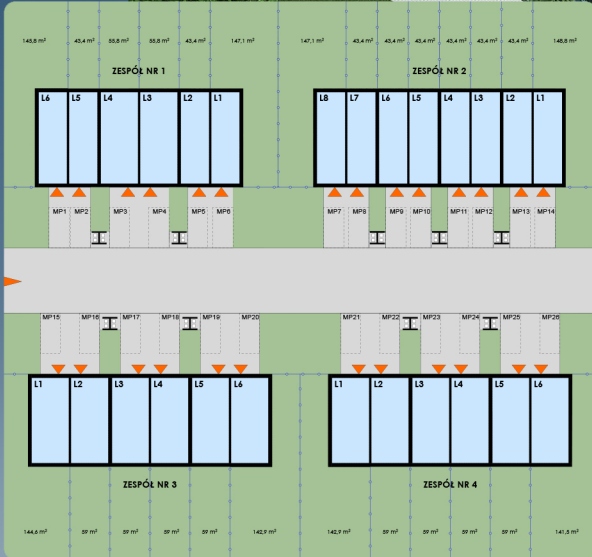 145,8 m² 43,4 m² 55,8 m² 55,8 m² 43,4 m² 147,1 m² 147,1 m² 43,4 m² 43,4 m² 43,4 m² 43,4 m² 43,4 m² 43,4 m² 148,8 m²
ZESPÓŁ NR 1 ZESPÓŁ NR 2
L6 L5 L4 L3 L2 L1 L8 L7 L6 L5 L4 L3 L2 L1
MP1 MP2 MP3 MP4 MP5 MP6 MP7 MP8 MP9 MP10 MP11 MP12 MP13 MP14
MP15 MP16 MP17 MP18 MP19 MP20 MP21 MP22 MP23 MP24 MP25 MP26
L1 L2 L3 L4 L5 L6 L1 L2 L3 L4 L5 L6
ZESPÓŁ NR 3 ZESPÓŁ NR 4
144,6 m² 59 m² 59 m² 59 m² 59 m² 142,9 m² 142,9 m² 59 m² 59 m² 59 m² 59 m² 141,5 m²